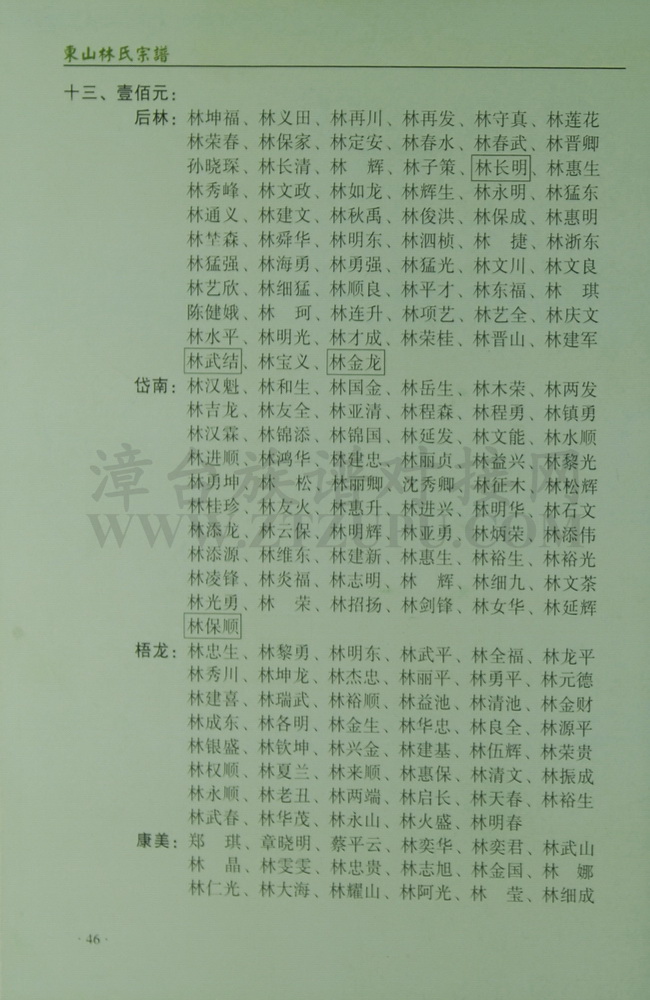 東山林氏宗譜
十三、壹佰元：
后林：林坤福、林义田、林再川、林再发、林守真、林莲花
林荣春、林保家、林定安、林春水、林春武、林晋卿
孙晓琛、林长清、林　辉、林子策、林长明、林惠生
林秀峰、林文政、林如龙、林辉生、林永明、林猛东
林通义、林建文、林秋禹、林俊洪、林保成、林惠明
林埜森、林舜华、林明东、林泗桢、林　捷、林浙东
林猛强、林海勇、林勇强、林猛光、林文川、林文良
林艺欣、林细猛、林顺良、林平才、林东福、林　琪
陈健娥、林　珂、林连升、林项艺、林艺全、林庆文
林水平、林明光、林才成、林荣桂、林晋山、林建军
林武结、林宝义、林金龙
岱南：林汉魁、林和生、林国金、林岳生、林木荣、林两发
林吉龙、林友全、林亚清、林程森、林程勇、林镇勇
林汉霖、林锦添、林锦国、林延发、林文能、林水顺
林进顺、林鸿华、林建忠、林丽贞、林益兴、林黎光
林勇坤、林　松、林丽卿、沈秀卿、林征木、林松辉
林桂珍、林友火、林惠升、林进兴、林明华、林石文
林添龙、林云保、林明辉、林亚勇、林炳荣、林添伟
林添源、林维东、林建新、林惠生、林裕生、林裕光
林凌锋、林炎福、林志明、林　辉、林细九、林文茶
林光勇、林　荣、林招扬、林剑锋、林女华、林延辉
林保顺
梧龙：林忠生、林黎勇、林明东、林武平、林全福、林龙平
林秀川、林坤龙、林杰忠、林丽平、林勇平、林元德
林建喜、林瑞武、林裕顺、林益池、林清池、林金财
林成东、林各明、林金生、林华忠、林良全、林源平
林银盛、林钦坤、林兴金、林建基、林伍辉、林荣贵
林权顺、林夏兰、林来顺、林惠保、林清文、林振成
林永顺、林老丑、林两端、林启长、林天春、林裕生
林武春、林华茂、林永山、林火盛、林明春
康美：郑　琪、章晓明、蔡平云、林奕华、林奕君、林武山
林　晶、林雯雯、林忠贵、林志旭、林金国、林　娜
林仁光、林大海、林耀山、林阿光、林　莹、林细成
·46·